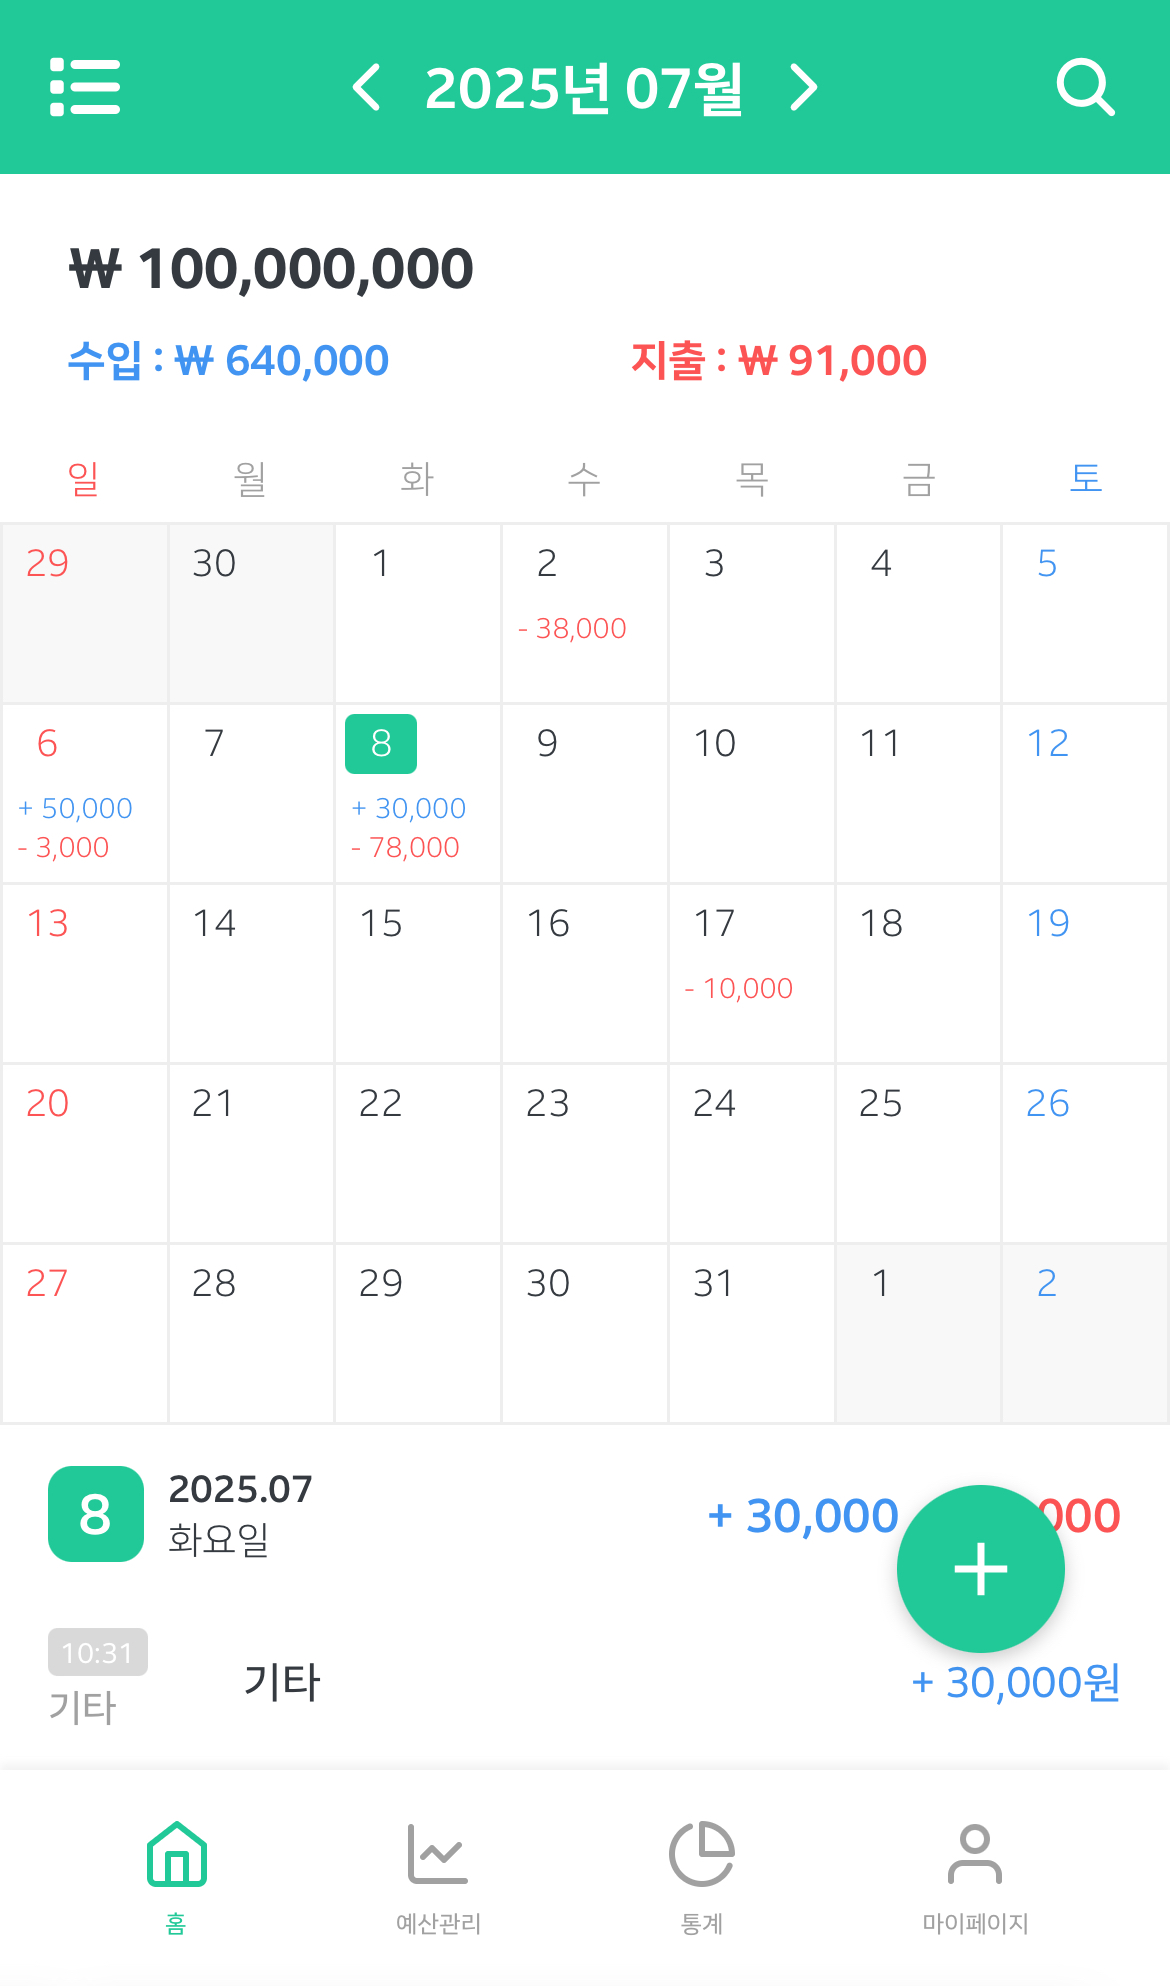 2025년 07월
₩ 100,000,000
수입 : ₩ 640,000 지출 : ₩ 91,000
일 월 화 수 목 금 토
29 30 1 2 3 4 5
- 38,000
6 7 8 9 10 11 12
+ 50,000 + 30,000
- 3,000 - 78,000
13 14 15 16 17 18 19
- 10,000
20 21 22 23 24 25 26
27 28 29 30 31 1 2
8 2025.07
화요일
+ 30,000 000
10:31
기타 기타 + 30,000원
홈 예산관리 통계 마이페이지